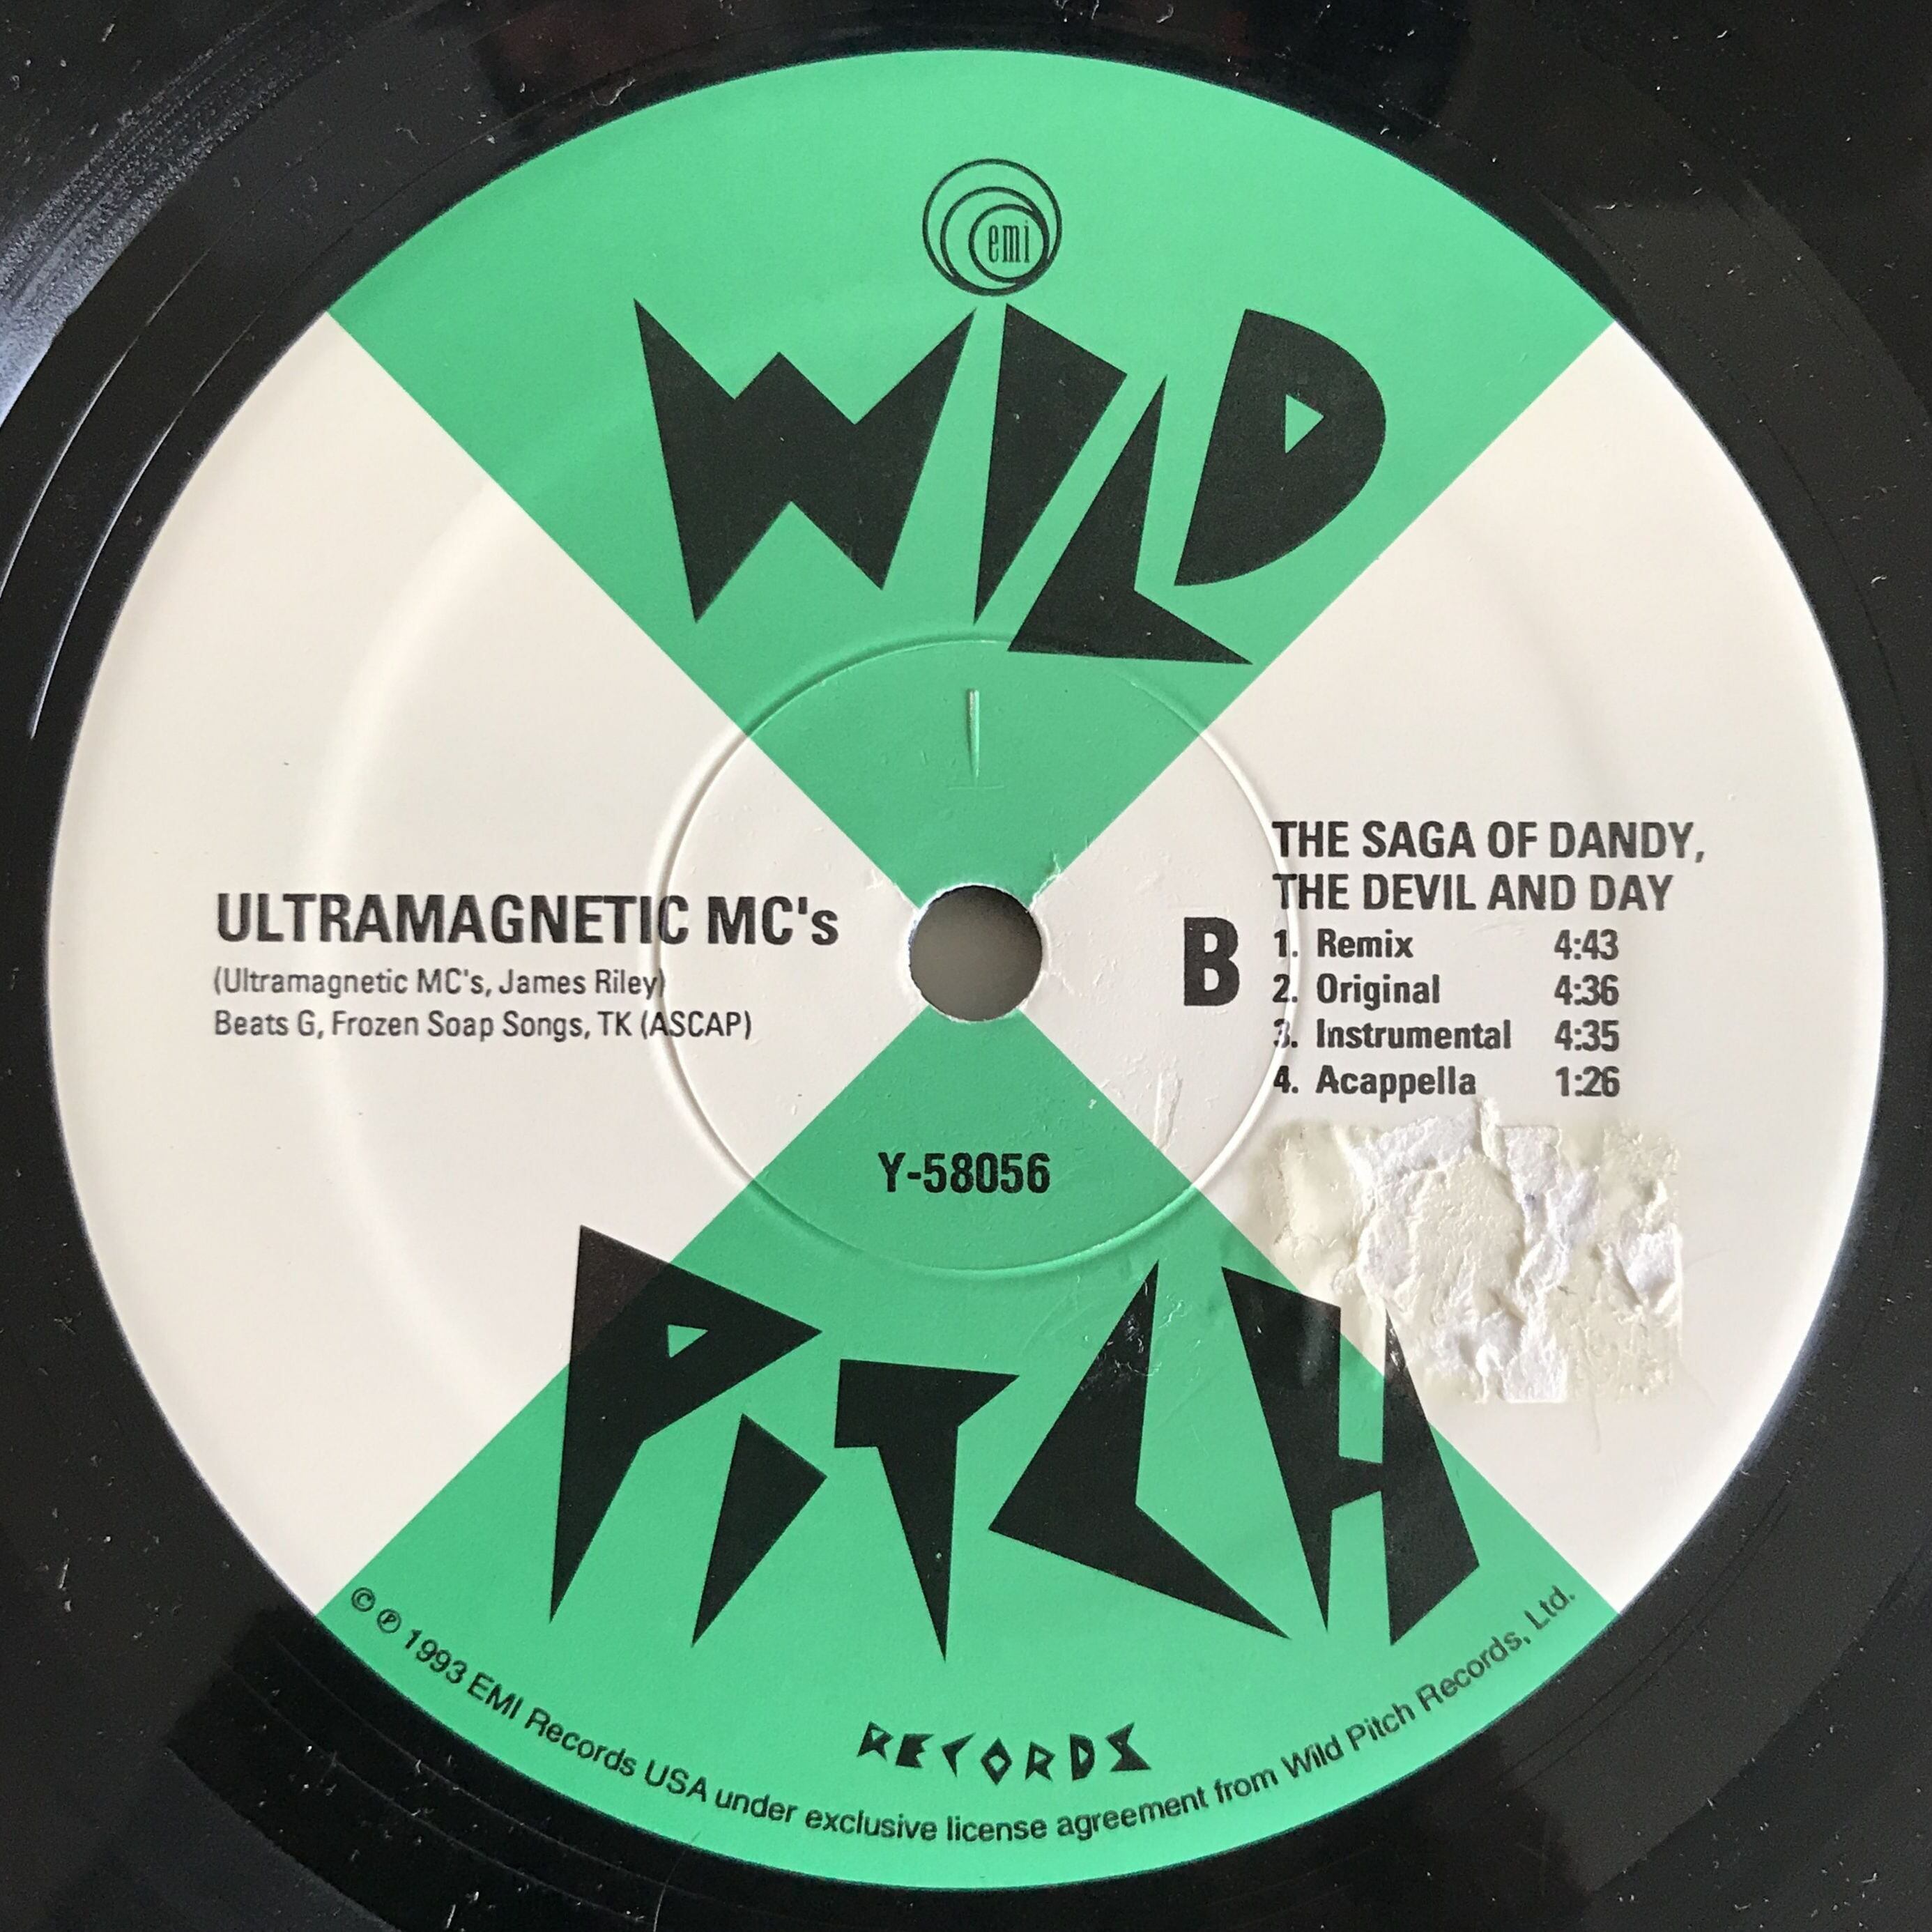 emi
WILD
ULTRAMAGNETIC MC's
(Ultramagnetic MC's, James Riley)
Beats G, Frozen Soap Songs, TK (ASCAP)
B
THE SAGA OF DANDY,
THE DEVIL AND DAY
1. Remix 4:43
2. Original 4:36
3. Instrumental 4:35
4. Acappella 1:26
Y-58056
PITCH
RECORDS
© ℗ 1993 EMI Records USA under exclusive license agreement from Wild Pitch Records, Ltd.